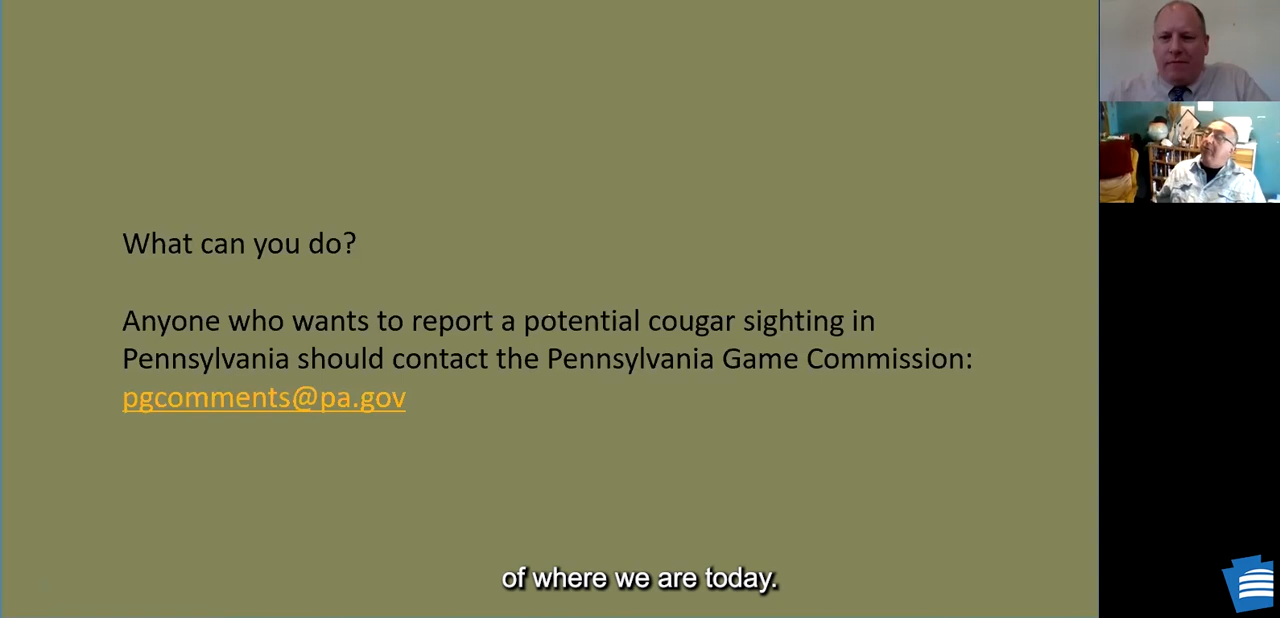 What can you do?
Anyone who wants to report a potential cougar sighting in
Pennsylvania should contact the Pennsylvania Game Commission:
pgcomments@pa.gov
of where we are today.